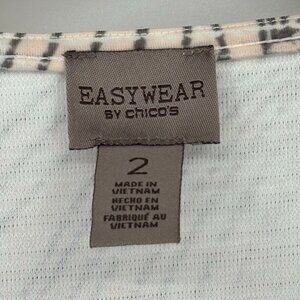 EASYWEAR
BY CHICO'S
2
MADE IN
VIETNAM
HECHO EN
VIETNAM
FABRIQUÉ AU
VIETNAM